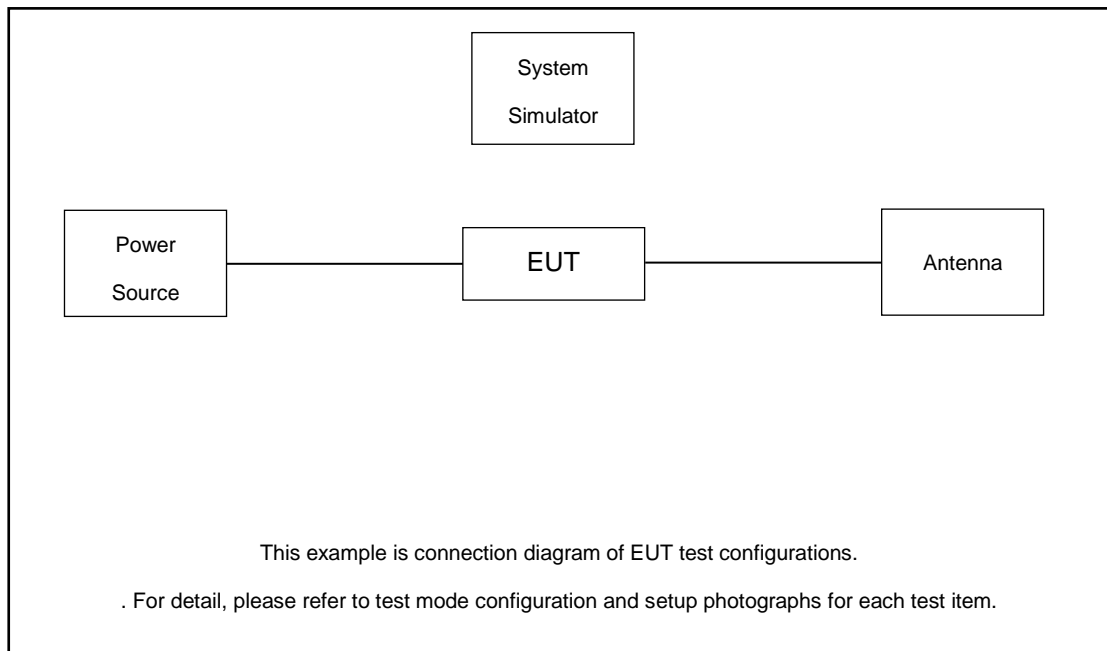 System
Simulator
Power
Source
EUT
Antenna
This example is connection diagram of EUT test configurations.
. For detail, please refer to test mode configuration and setup photographs for each test item.